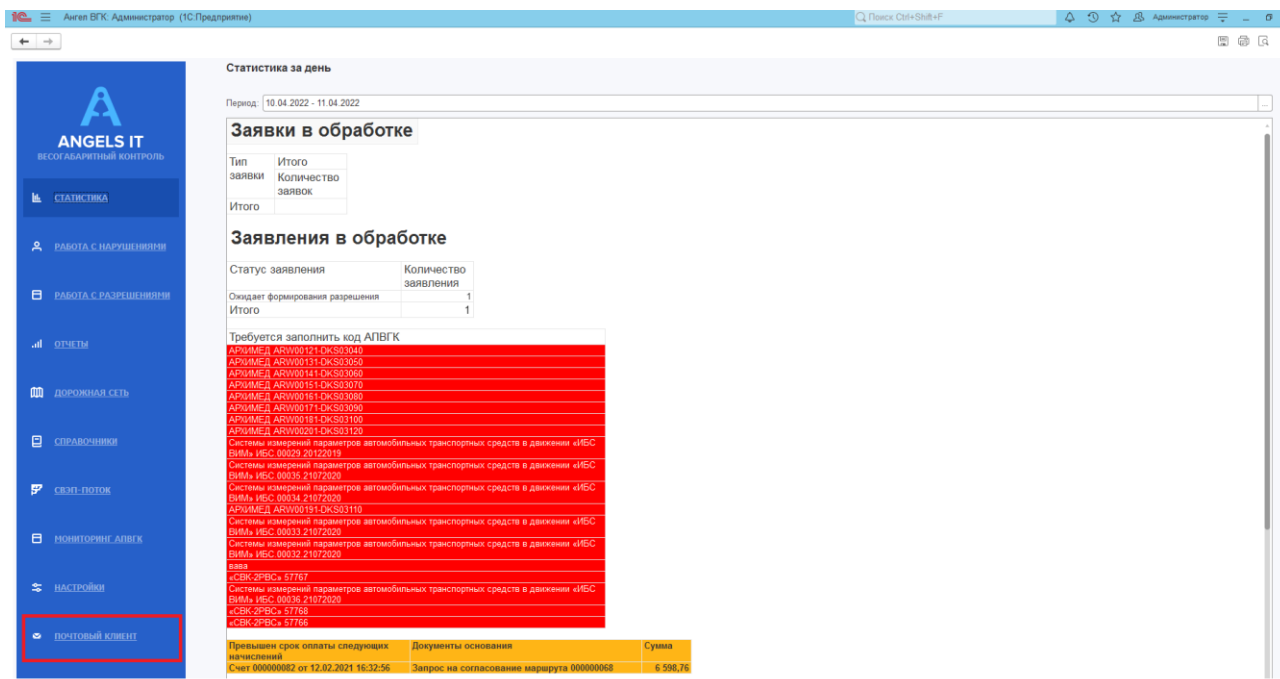 1С Ангел ВГК: Администратор (1С:Предприятие)
Поиск Ctrl+Shift+F
Администратор
ANGELS IT
ВЕСОГАБАРИТНЫЙ КОНТРОЛЬ
СТАТИСТИКА
РАБОТА С НАРУШЕНИЯМИ
РАБОТА С РАЗРЕШЕНИЯМИ
ОТЧЕТЫ
ДОРОЖНАЯ СЕТЬ
СПРАВОЧНИКИ
СВЭП-ПОТОК
МОНИТОРИНГ АПВГК
НАСТРОЙКИ
ПОЧТОВЫЙ КЛИЕНТ
Статистика за день
Период: 10.04.2022 - 11.04.2022 ...
Заявки в обработке
Тип Итого
заявки Количество
заявок
Итого
Заявления в обработке
Статус заявления Количество
заявления
Ожидает формирования разрешения 1
Итого 1
Требуется заполнить код АПВГК
АРХИМЕД ARW00121-DKS03040
АРХИМЕД ARW00131-DKS03050
АРХИМЕД ARW00141-DKS03060
АРХИМЕД ARW00151-DKS03070
АРХИМЕД ARW00161-DKS03080
АРХИМЕД ARW00171-DKS03090
АРХИМЕД ARW00181-DKS03100
АРХИМЕД ARW00201-DKS03120
Системы измерений параметров автомобильных транспортных средств в движении «ИБС
ВИМ» ИБС.00029.20122019
Системы измерений параметров автомобильных транспортных средств в движении «ИБС
ВИМ» ИБС.00035.21072020
Системы измерений параметров автомобильных транспортных средств в движении «ИБС
ВИМ» ИБС.00034.21072020
АРХИМЕД ARW00191-DKS03110
Системы измерений параметров автомобильных транспортных средств в движении «ИБС
ВИМ» ИБС.00033.21072020
Системы измерений параметров автомобильных транспортных средств в движении «ИБС
ВИМ» ИБС.00032.21072020
вава
«СВК-2РВС» 57767
Системы измерений параметров автомобильных транспортных средств в движении «ИБС
ВИМ» ИБС.00036.21072020
«СВК-2РВС» 57768
«СВК-2РВС» 57766
Превышен срок оплаты следующих Документы основания Сумма
начислений
Счет 000000082 от 12.02.2021 16:32:56 Запрос на согласование маршрута 000000068 6 598,76